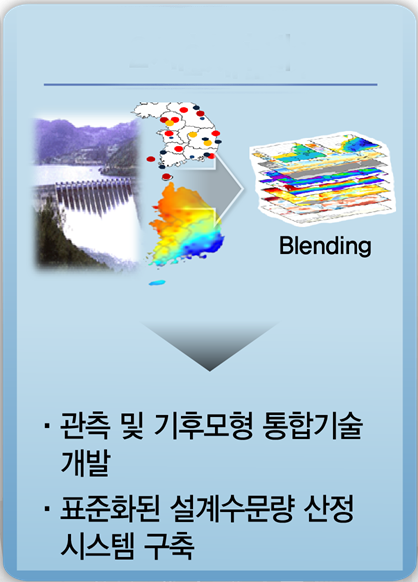 Blending
· 관측 및 기후모형 통합기술
개발
· 표준화된 설계수문량 산정
시스템 구축